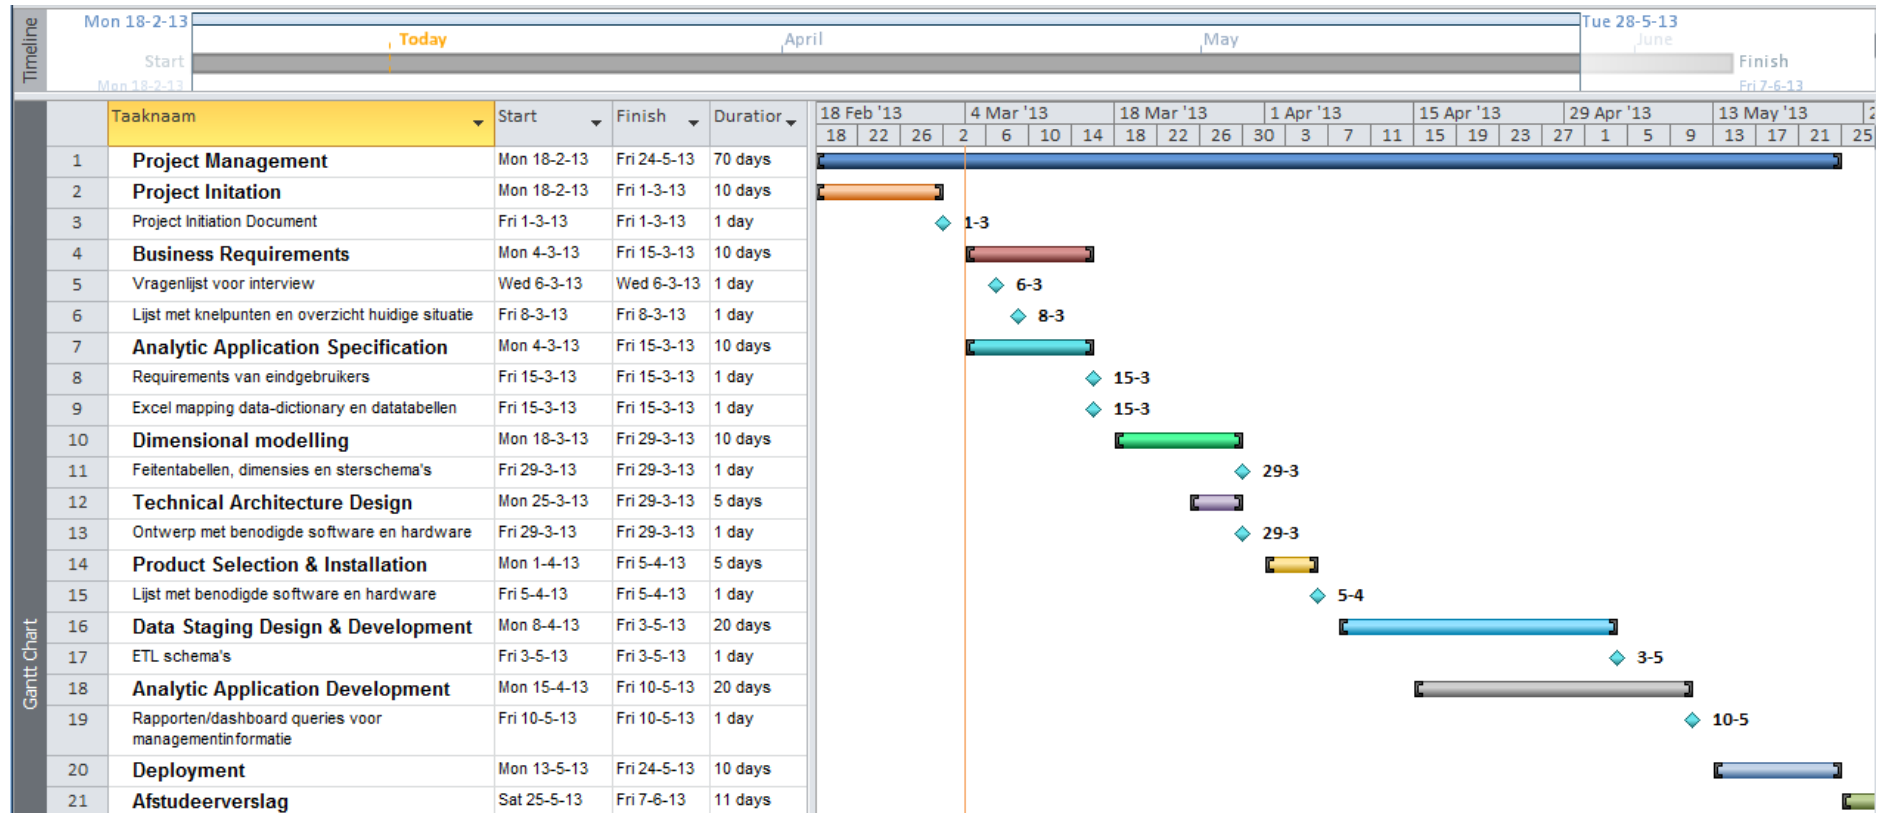 Timeline
Mon 18-2-13
Tue 28-5-13
Today
April
May
June
Start
Mon 18-2-13
Finish
Fri 7-6-13
Gantt Chart
Taaknaam Start Finish Duration
18 Feb '13 4 Mar '13 18 Mar '13 1 Apr '13 15 Apr '13 29 Apr '13 13 May '13 2
18 22 26 2 6 10 14 18 22 26 30 3 7 11 15 19 23 27 1 5 9 13 17 21 25
1 Project Management Mon 18-2-13 Fri 24-5-13 70 days
2 Project Initation Mon 18-2-13 Fri 1-3-13 10 days
3 Project Initiation Document Fri 1-3-13 Fri 1-3-13 1 day 1-3
4 Business Requirements Mon 4-3-13 Fri 15-3-13 10 days
5 Vragenlijst voor interview Wed 6-3-13 Wed 6-3-13 1 day 6-3
6 Lijst met knelpunten en overzicht huidige situatie Fri 8-3-13 Fri 8-3-13 1 day 8-3
7 Analytic Application Specification Mon 4-3-13 Fri 15-3-13 10 days
8 Requirements van eindgebruikers Fri 15-3-13 Fri 15-3-13 1 day 15-3
9 Excel mapping data-dictionary en datatabellen Fri 15-3-13 Fri 15-3-13 1 day 15-3
10 Dimensional modelling Mon 18-3-13 Fri 29-3-13 10 days
11 Feitentabellen, dimensies en sterschema's Fri 29-3-13 Fri 29-3-13 1 day 29-3
12 Technical Architecture Design Mon 25-3-13 Fri 29-3-13 5 days
13 Ontwerp met benodigde software en hardware Fri 29-3-13 Fri 29-3-13 1 day 29-3
14 Product Selection & Installation Mon 1-4-13 Fri 5-4-13 5 days
15 Lijst met benodigde software en hardware Fri 5-4-13 Fri 5-4-13 1 day 5-4
16 Data Staging Design & Development Mon 8-4-13 Fri 3-5-13 20 days
17 ETL schema's Fri 3-5-13 Fri 3-5-13 1 day 3-5
18 Analytic Application Development Mon 15-4-13 Fri 10-5-13 20 days
19 Rapporten/dashboard queries voor Fri 10-5-13 Fri 10-5-13 1 day 10-5
managementinformatie
20 Deployment Mon 13-5-13 Fri 24-5-13 10 days
21 Afstudeerverslag Sat 25-5-13 Fri 7-6-13 11 days